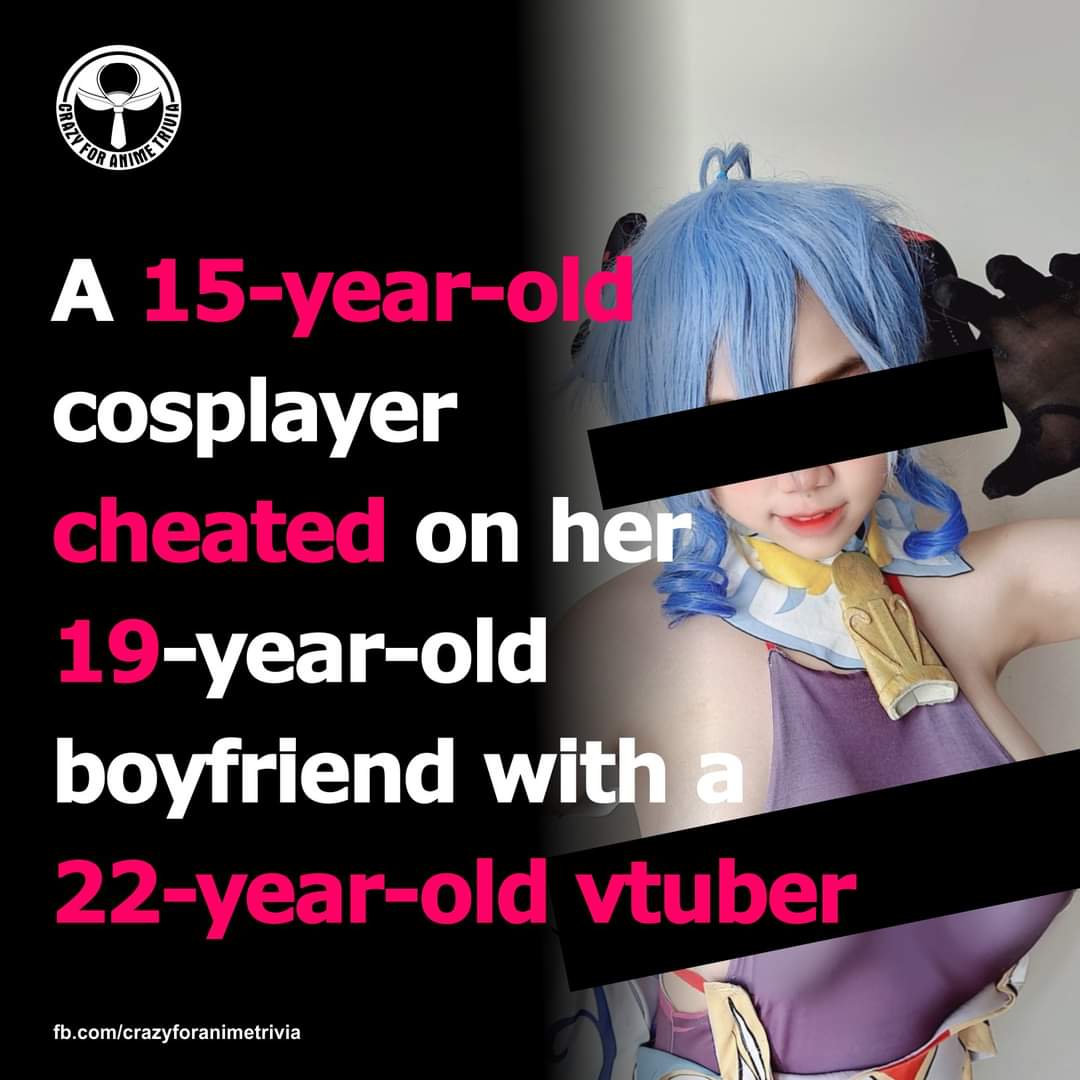 CRAZY FOR ANIME TRIVIA
A 15-year-old
cosplayer
cheated on her
19-year-old
boyfriend with a
22-year-old vtuber
fb.com/crazyforanimetrivia